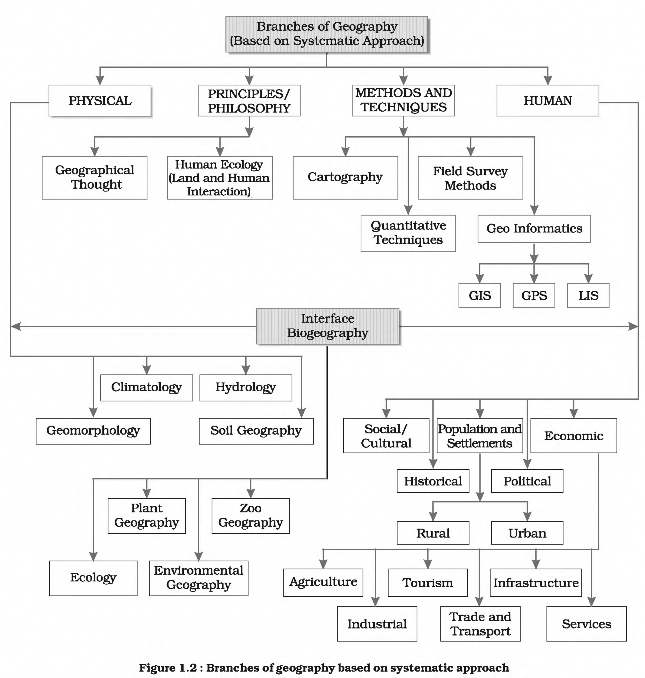 Branches of Geography
(Based on Systematic Approach)
PHYSICAL
PRINCIPLES/
PHILOSOPHY
METHODS AND
TECHNIQUES
HUMAN
Geographical
Thought
Human Ecology
(Land and Human
Interaction)
Cartography
Field Survey
Methods
Quantitative
Techniques
Geo Informatics
GIS
GPS
LIS
Interface
Biogeography
Climatology
Hydrology
Geomorphology
Soil Geography
Social/
Cultural
Population and
Settlements
Economic
Historical
Political
Plant
Geography
Zoo
Geography
Rural
Urban
Ecology
Environmental
Geography
Agriculture
Tourism
Infrastructure
Industrial
Trade and
Transport
Services
Figure 1.2 : Branches of geography based on systematic approach